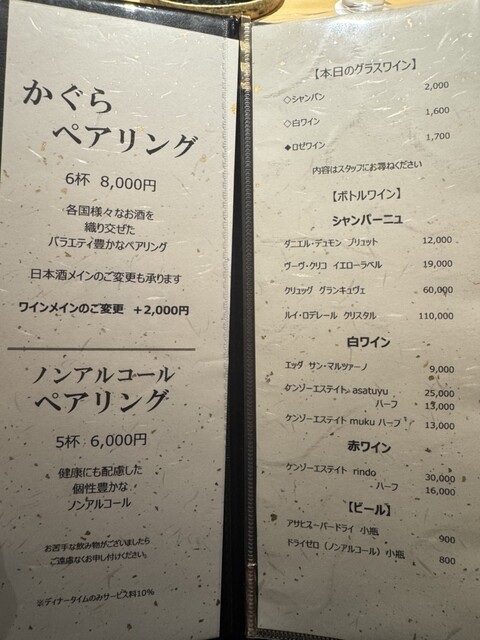 かぐら
ペアリング
6杯 8,000円
各国様々なお酒を
織り交ぜた
バラエティ豊かなペアリング
日本酒メインのご変更も承ります
ワインメインのご変更 +2,000円
ノンアルコール
ペアリング
5杯 6,000円
健康にも配慮した
個性豊かな
ノンアルコール
お苦手な飲み物がございましたら
ご遠慮なくお申し付けください。
※ディナータイムのみサービス料10%
【本日のグラスワイン】
◇シャンパン 2,000
◇白ワイン 1,600
◆ロゼワイン 1,700
内容はスタッフにお尋ねください
【ボトルワイン】
シャンパーニュ
ダニエル・デュモン ブリュット 12,000
ヴーヴ・クリコ イエローラベル 19,000
クリュッグ グランキュヴェ 60,000
ルイ・ロデレール クリスタル 110,000
白ワイン
エッダ サン・マルツァーノ 9,000
ケンゾーエステイト asatuyu 25,000
ハーフ 13,000
ケンゾーエステイト muku ハーフ 13,000
赤ワイン
ケンゾーエステイト rindo 30,000
ハーフ 16,000
【ビール】
アサヒスーパードライ 小瓶 900
ドライゼロ（ノンアルコール）小瓶 800